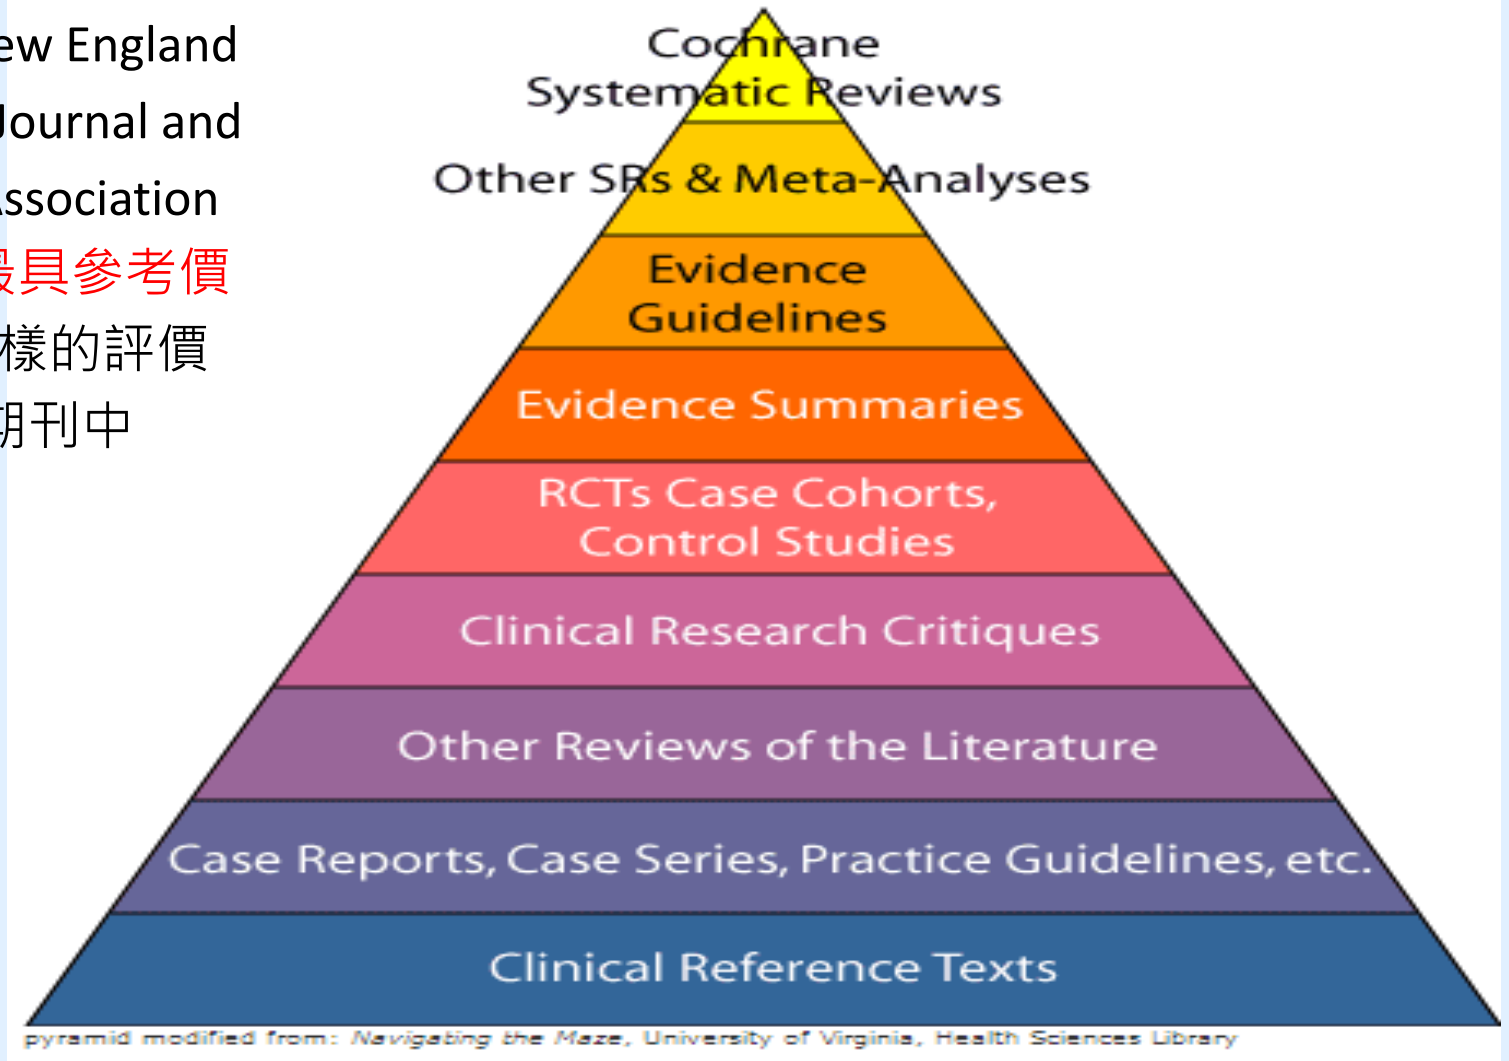 ew England
Journal and
ssociation
具參考價
樣的評價
期刊中
Cochrane
Systematic Reviews
Other SRs & Meta-Analyses
Evidence
Guidelines
Evidence Summaries
RCTs Case Cohorts,
Control Studies
Clinical Research Critiques
Other Reviews of the Literature
Case Reports, Case Series, Practice Guidelines, etc.
Clinical Reference Texts
pyramid modified from: Navigating the Maze, University of Virginia, Health Sciences Library